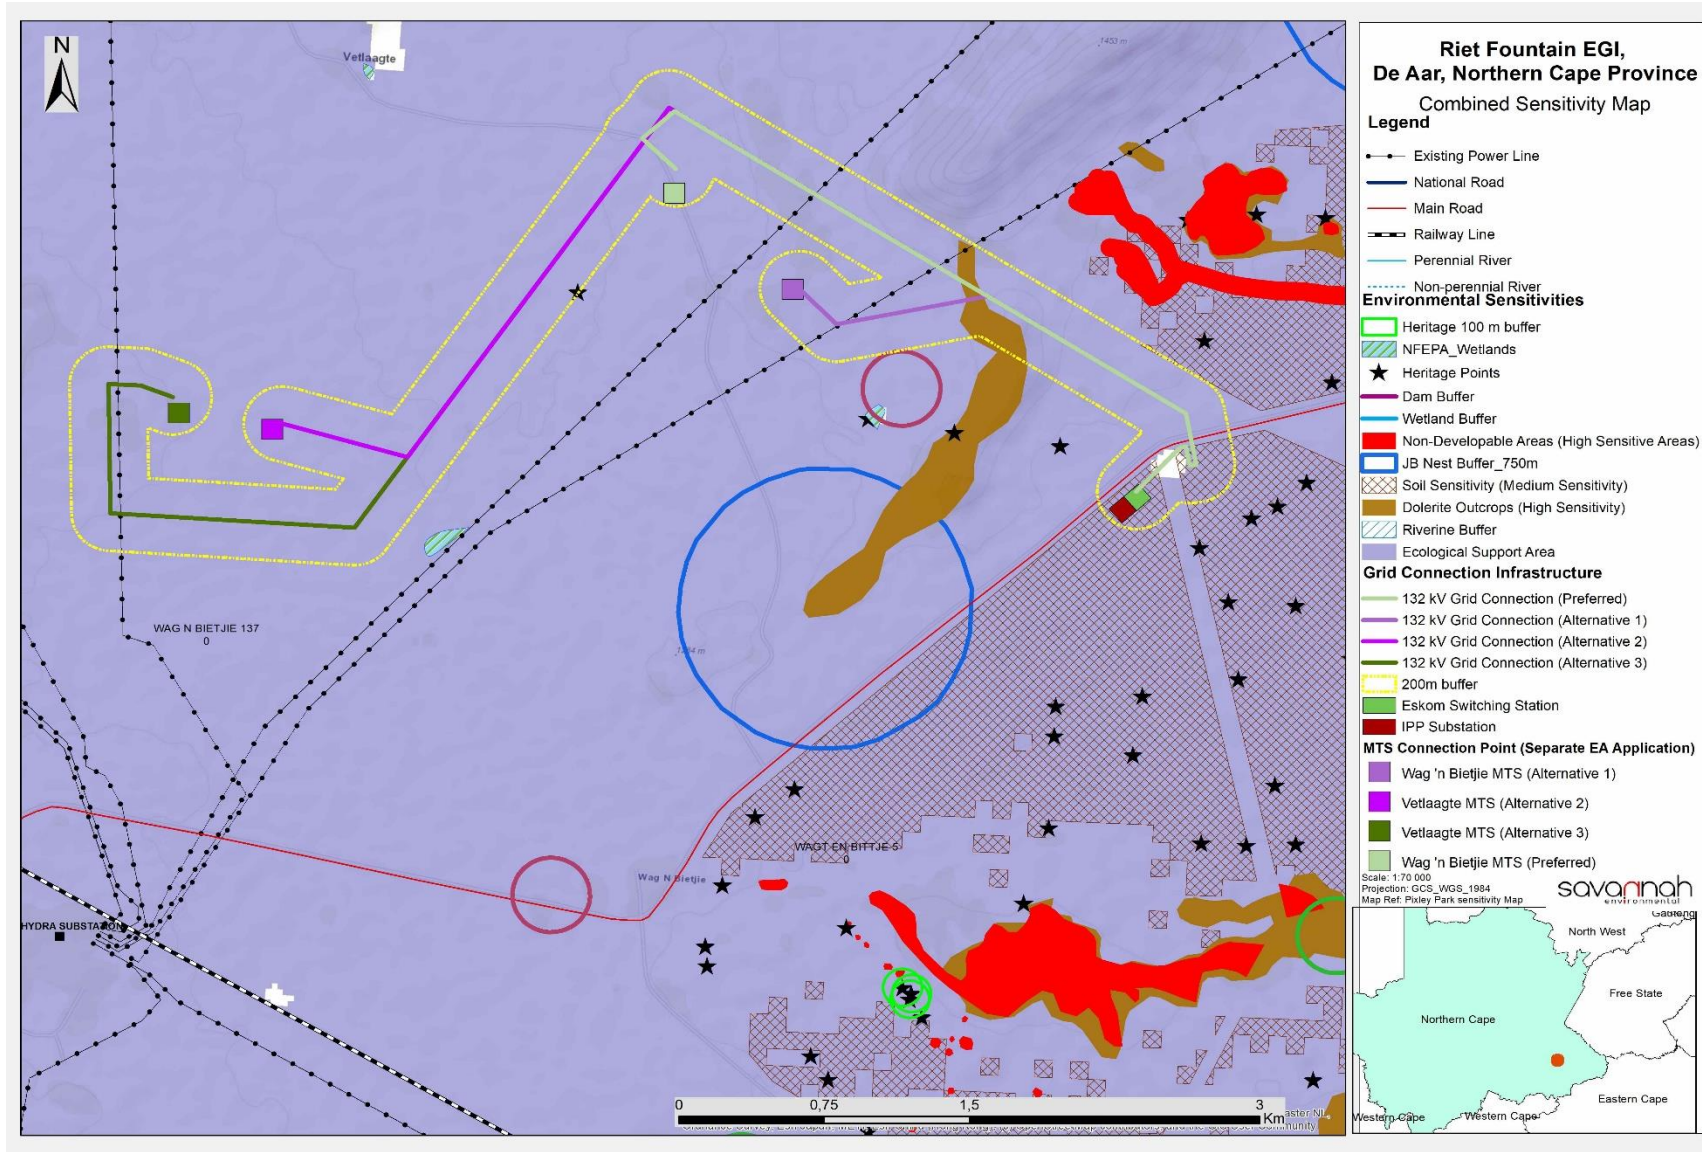 N
Vetlaagte
1453 m
WAG N BIETJIE 137
0
WAGT EN BITTJE 5
0
Wag N Bietjie
HYDRA SUBSTATION
0
0,75
1,5
3
Km
Riet Fountain EGI,
De Aar, Northern Cape Province
Combined Sensitivity Map
Legend
Existing Power Line
National Road
Main Road
Railway Line
Perennial River
Non-perennial River
Environmental Sensitivities
Heritage 100 m buffer
NFEPA_Wetlands
Heritage Points
Dam Buffer
Wetland Buffer
Non-Developable Areas (High Sensitive Areas)
JB Nest Buffer_750m
Soil Sensitivity (Medium Sensitivity)
Dolerite Outcrops (High Sensitivity)
Riverine Buffer
Ecological Support Area
Grid Connection Infrastructure
132 kV Grid Connection (Preferred)
132 kV Grid Connection (Alternative 1)
132 kV Grid Connection (Alternative 2)
132 kV Grid Connection (Alternative 3)
200m buffer
Eskom Switching Station
IPP Substation
MTS Connection Point (Separate EA Application)
Wag 'n Bietjie MTS (Alternative 1)
Vetlaagte MTS (Alternative 2)
Vetlaagte MTS (Alternative 3)
Wag 'n Bietjie MTS (Preferred)
Scale: 1:70 000
Projection: GCS_WGS_1984
Map Ref: Pixley Park sensitivity Map
savannah
environmental
Gauteng
North West
Free State
Northern Cape
Eastern Cape
Western Cape
Western Cape